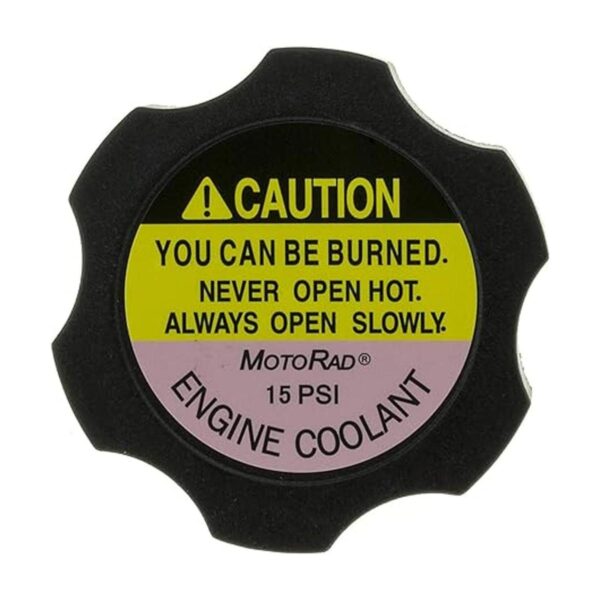 CAUTION
YOU CAN BE BURNED.
NEVER OPEN HOT.
ALWAYS OPEN SLOWLY.
MOTORAD®
15 PSI
ENGINE COOLANT